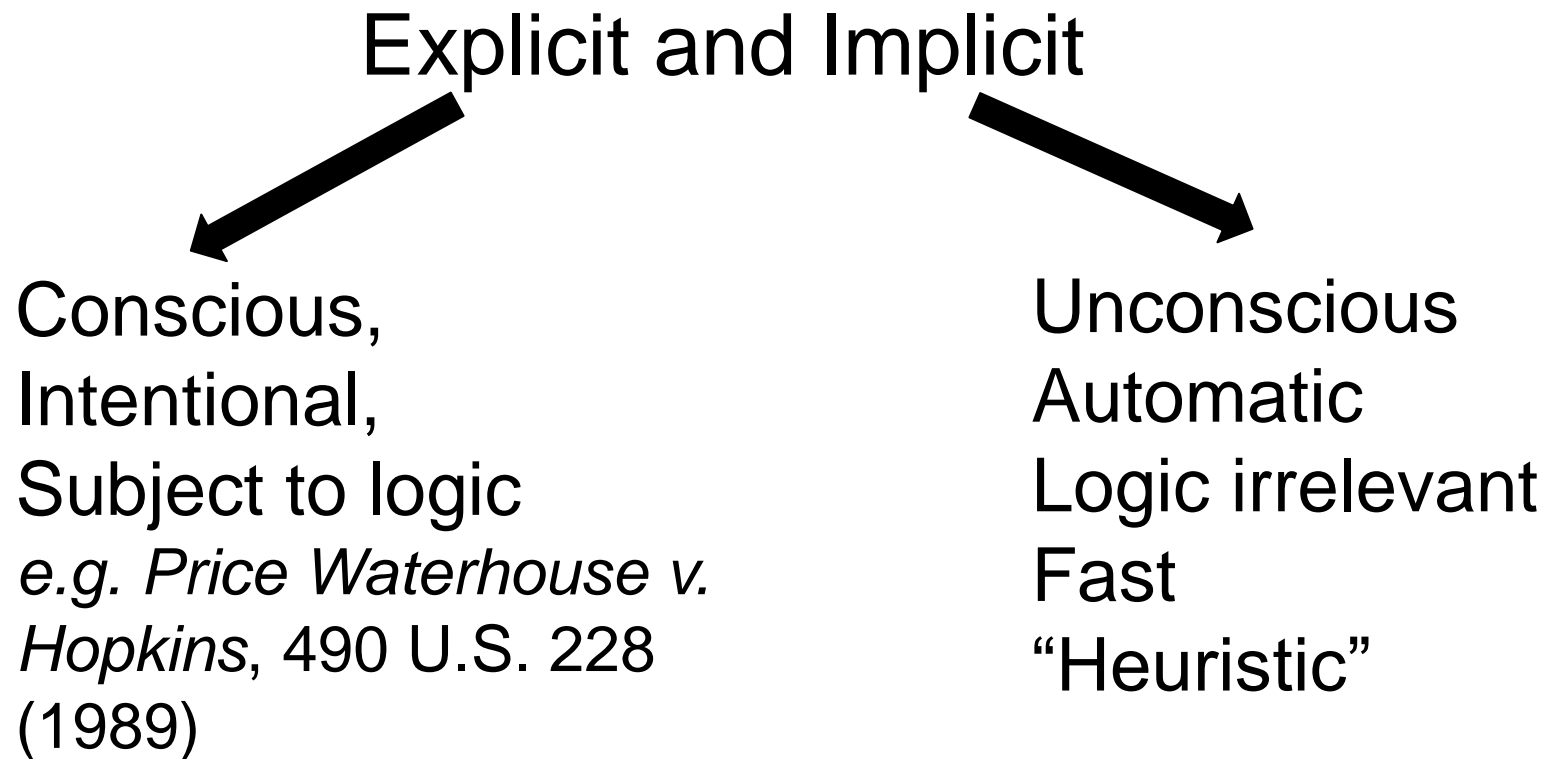 Explicit and Implicit
Conscious,
Intentional,
Subject to logic
e.g. Price Waterhouse v.
Hopkins, 490 U.S. 228
(1989)
Unconscious
Automatic
Logic irrelevant
Fast
“Heuristic”